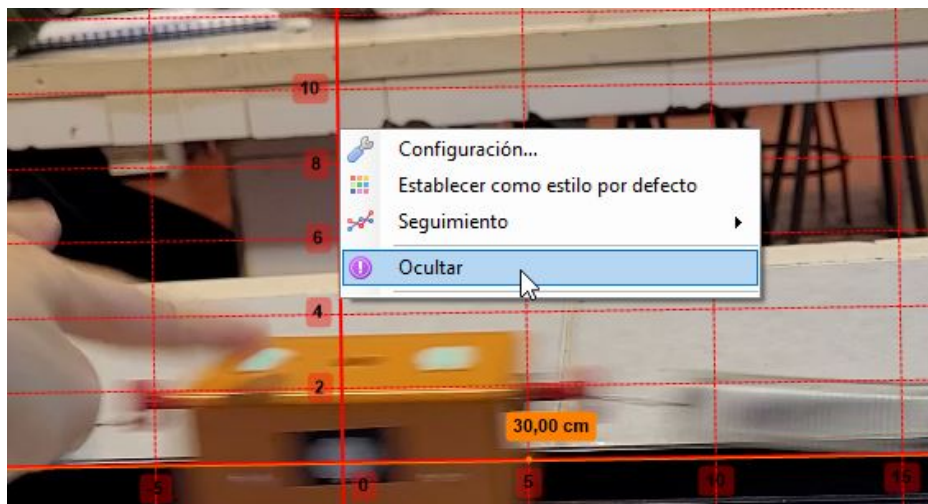 10
8
Configuración...
Establecer como estilo por defecto
6
Seguimiento
Ocultar
4
2
30,00 cm
-5
0
5
10
15